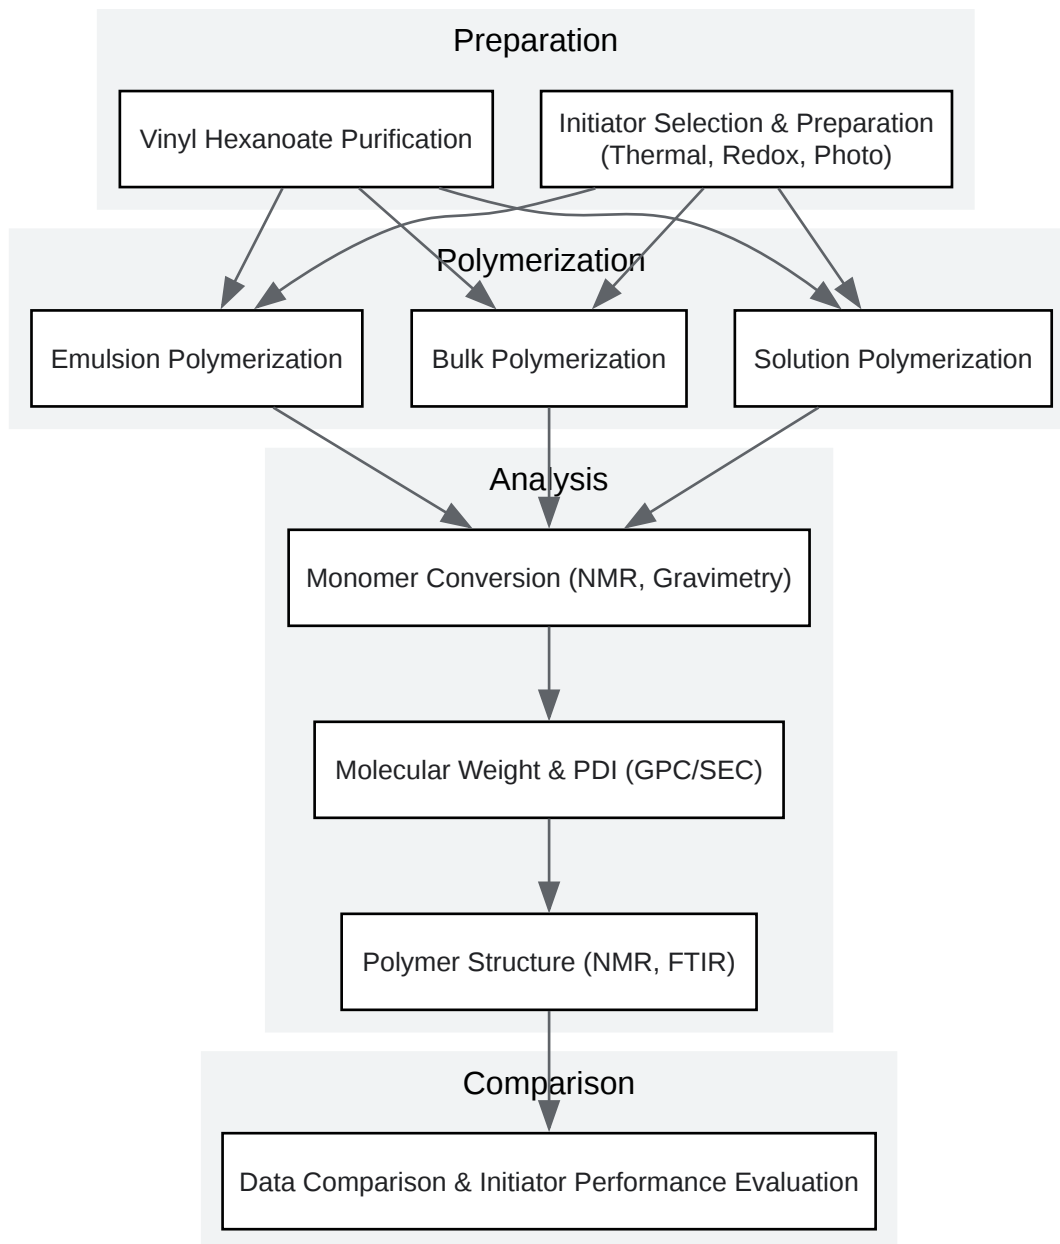 Preparation
Vinyl Hexanoate Purification
Initiator Selection & Preparation
(Thermal, Redox, Photo)
Polymerization
Emulsion Polymerization
Bulk Polymerization
Solution Polymerization
Analysis
Monomer Conversion (NMR, Gravimetry)
Molecular Weight & PDI (GPC/SEC)
Polymer Structure (NMR, FTIR)
Comparison
Data Comparison & Initiator Performance Evaluation